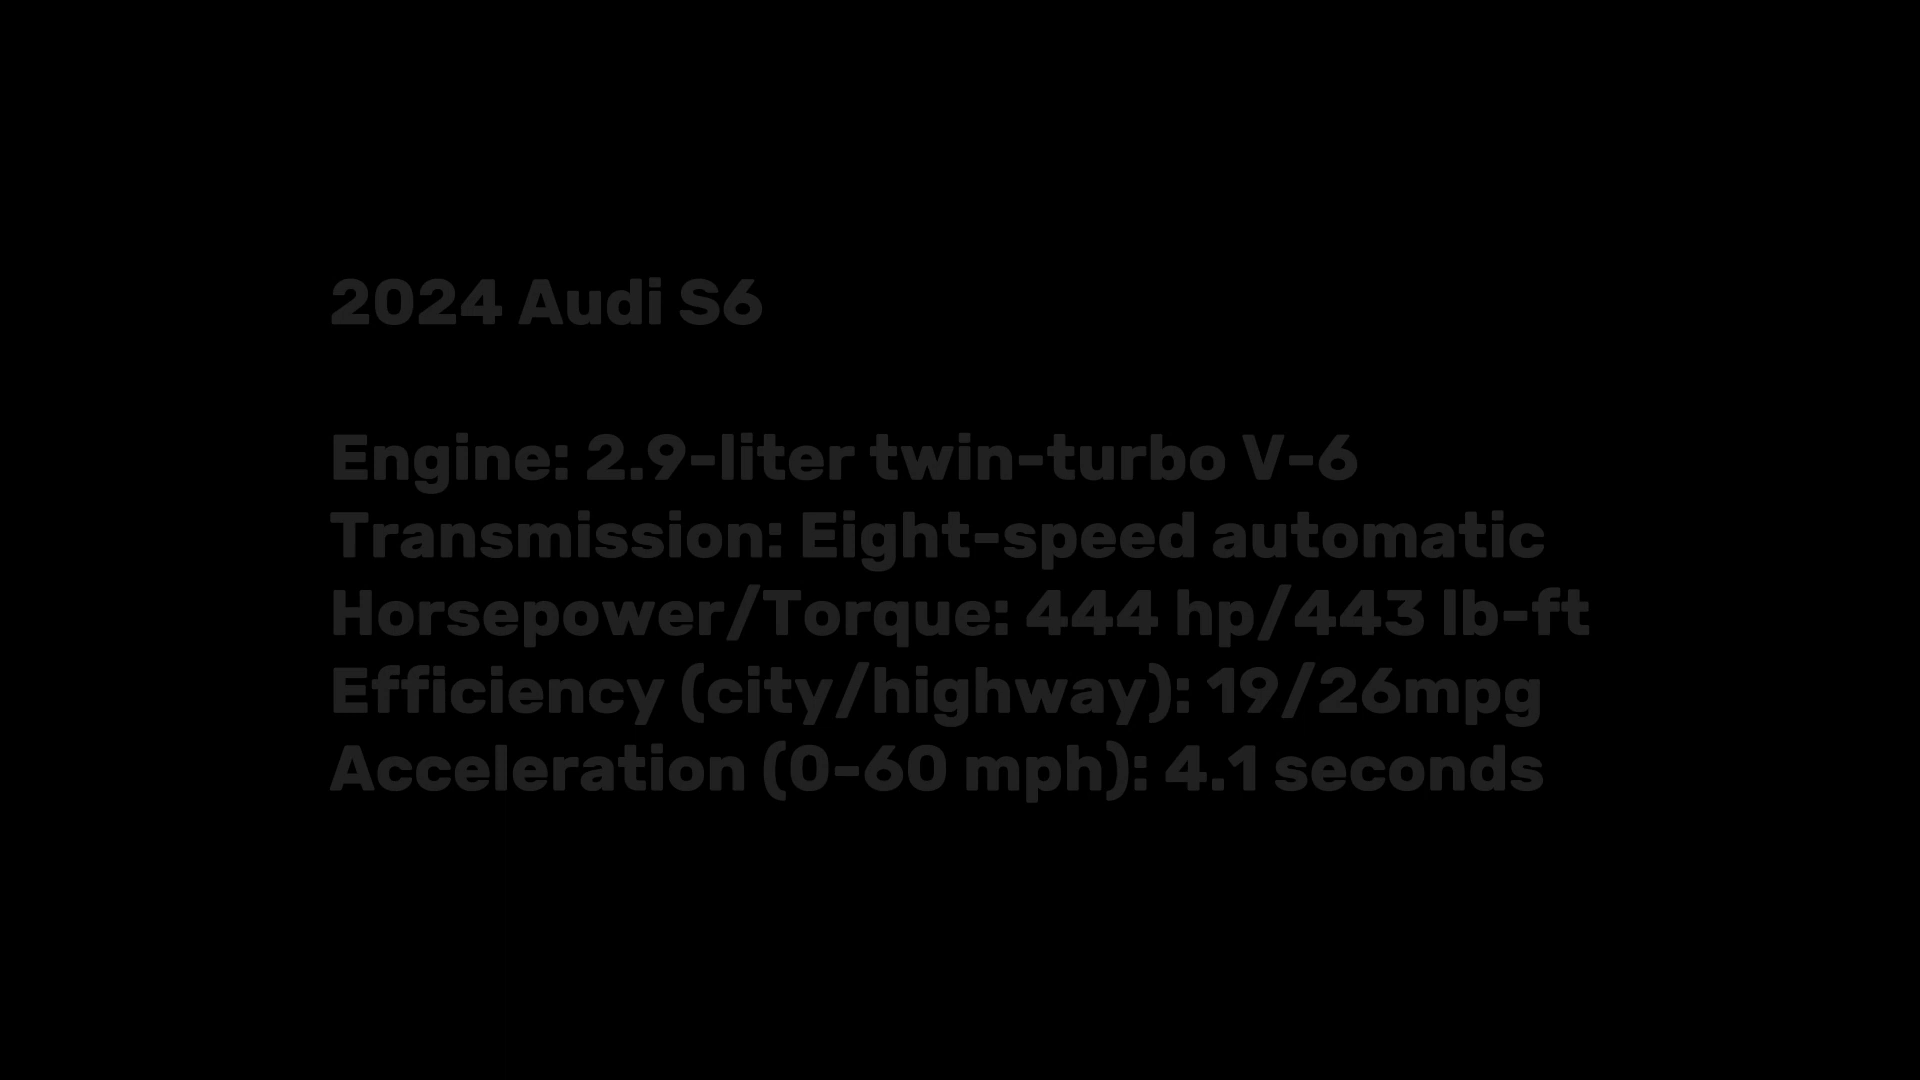 2024 Audi S6
Engine: 2.9-liter twin-turbo V-6
Transmission: Eight-speed automatic
Horsepower/Torque: 444 hp/443 lb-ft
Efficiency (city/highway): 19/26mpg
Acceleration (0-60 mph): 4.1 seconds